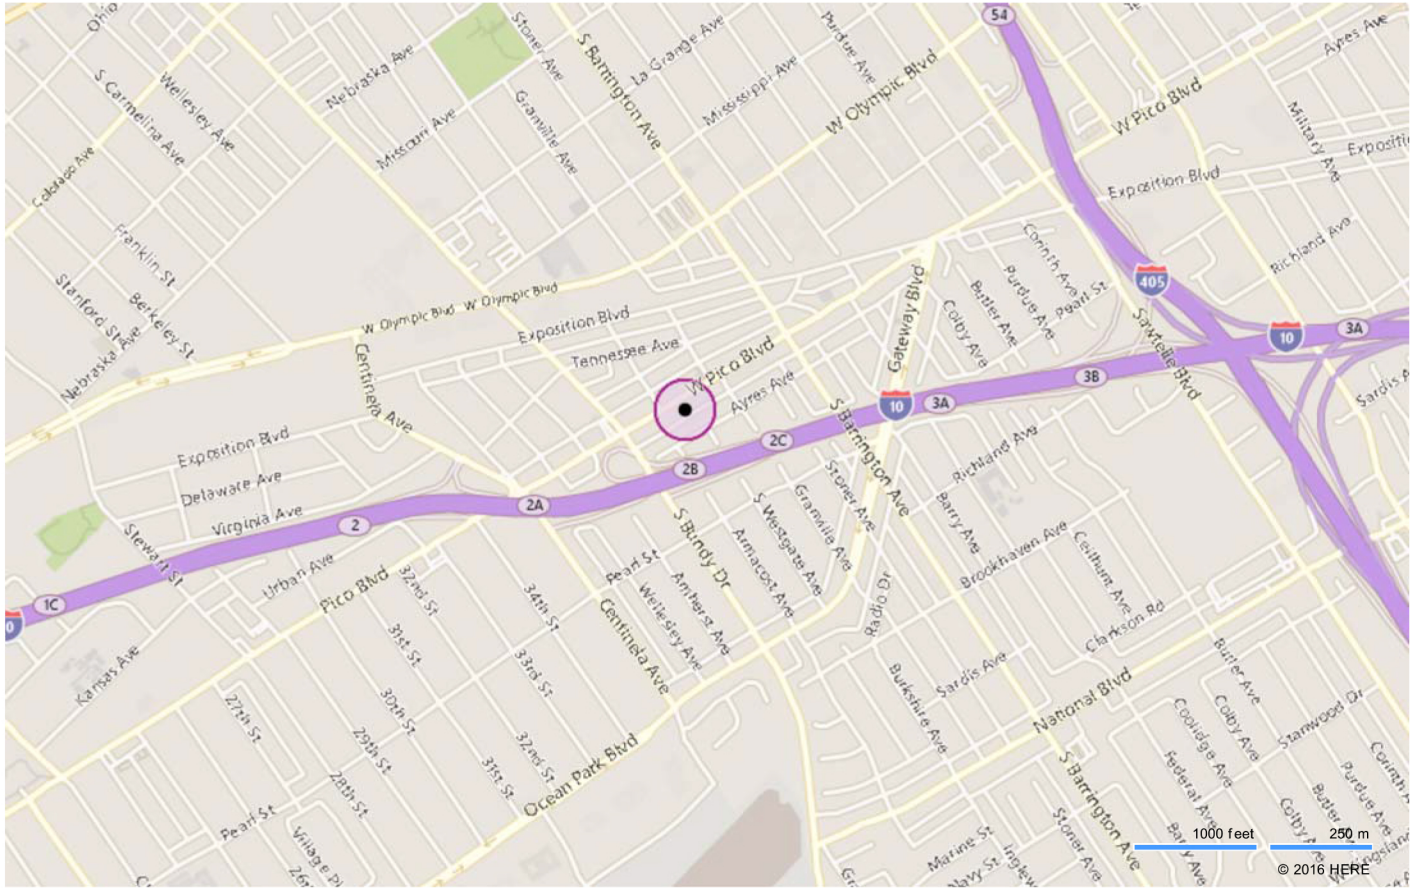 Ohio
Stoner Ave
S Barrington Ave
La Grange Ave
Purdue Ave
54
Ayres Ave
Nebraska Ave
Wellesley Ave
S Carmelina Ave
Mississippi Ave
W Olympic Blvd
W Pico Blvd
Granville Ave
Missouri Ave
Military Ave
Colorado Ave
Expositi
Exposition Blvd
Franklin St
Corinth Ave
Richland Ave
Stanford St
Berkeley St
Purdue Ave
Butler Ave
Pearl St
405
Gateway Blvd
Colby Ave
Sawtelle Blvd
W Olympic Blvd
W Olympic Blvd
Exposition Blvd
Tennessee Ave
Nebraska Ave
Centinela Ave
W Pico Blvd
Ayres Ave
10
3A
3B
Sardis A
10
3A
S Barrington Ave
Exposition Blvd
2C
2B
Richland Ave
Delaware Ave
2A
Virginia Ave
2
Stewart St
S Bundy Dr
S Westgate Ave
Granville Ave
Stoner Ave
Barry Ave
Armacost Ave
Brookhaven Ave
Centhurt Ave
Urban Ave
Pico Blvd
32nd St
34th St
Pearl St
Amherst Ave
Wellesley Ave
Centinela Ave
Radio Dr
Clarkson Rd
1C
0
31st St
33rd St
Kansas Ave
Sardis Ave
Burkshire Ave
National Blvd
Butler Ave
27th St
30th St
29th St
32nd St
31st St
Ocean Park Blvd
Coolidge Ave
Colby Ave
Stanwood Dr
Federal Ave
S Barrington Ave
28th St
Pearl St
Village Pl
Marine St
Stoner Ave
Barry Ave
Colby Av
Butler
Purdue Ave
Corinth A
Navy St
Inglew
1000 feet
250 m
© 2016 HERE